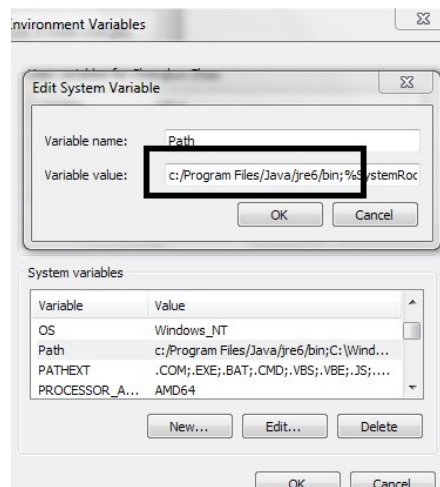 Environment Variables
Edit System Variable
Variable name:
Path
Variable value:
c:/Program Files/Java/jre6/bin;%SystemRoc
OK
Cancel
System variables
Variable
Value
OS
Windows_NT
Path
c:/Program Files/Java/jre6/bin;C:\Wind...
PATHEXT
.COM;.EXE;.BAT;.CMD;.VBS;.VBE;.JS;....
PROCESSOR_A...
AMD64
New...
Edit...
Delete
OK
Cancel